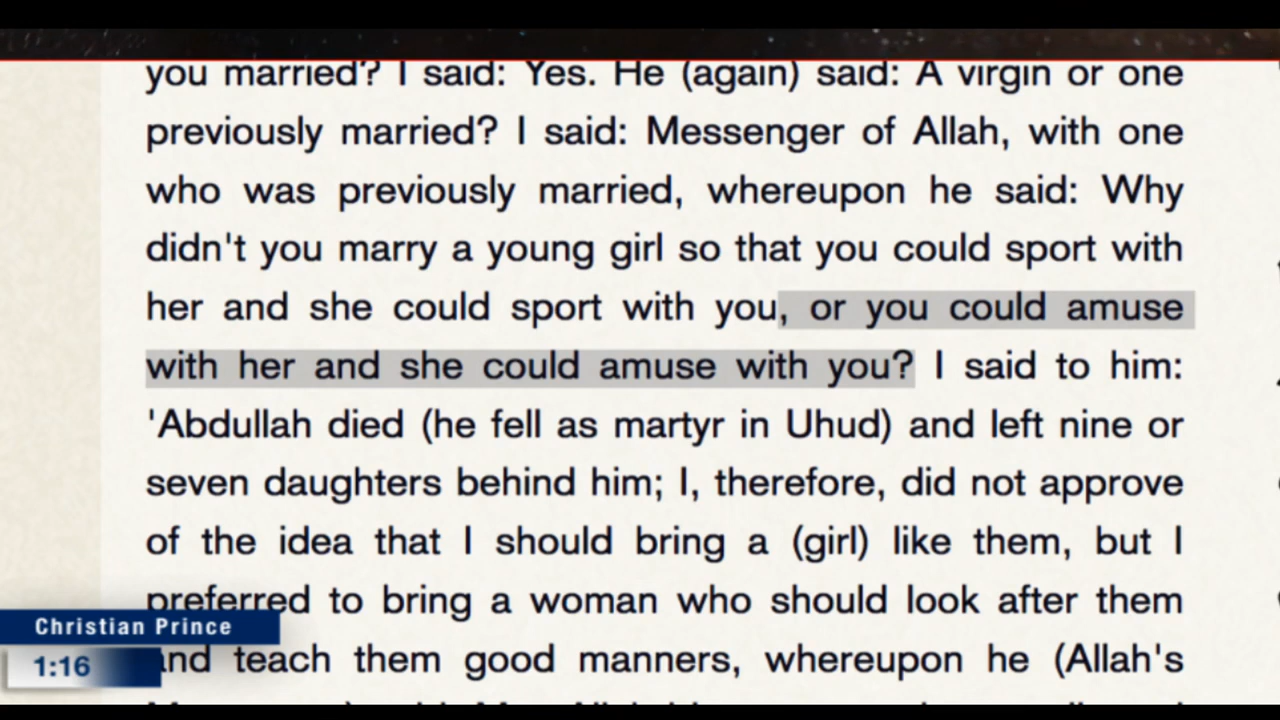 you married? I said: Yes. He (again) said: A virgin or one
previously married? I said: Messenger of Allah, with one
who was previously married, whereupon he said: Why
didn't you marry a young girl so that you could sport with
her and she could sport with you, or you could amuse
with her and she could amuse with you? I said to him:
'Abdullah died (he fell as martyr in Uhud) and left nine or
seven daughters behind him; I, therefore, did not approve
of the idea that I should bring a (girl) like them, but I
preferred to bring a woman who should look after them
and teach them good manners, whereupon he (Allah's
Christian Prince
1:16